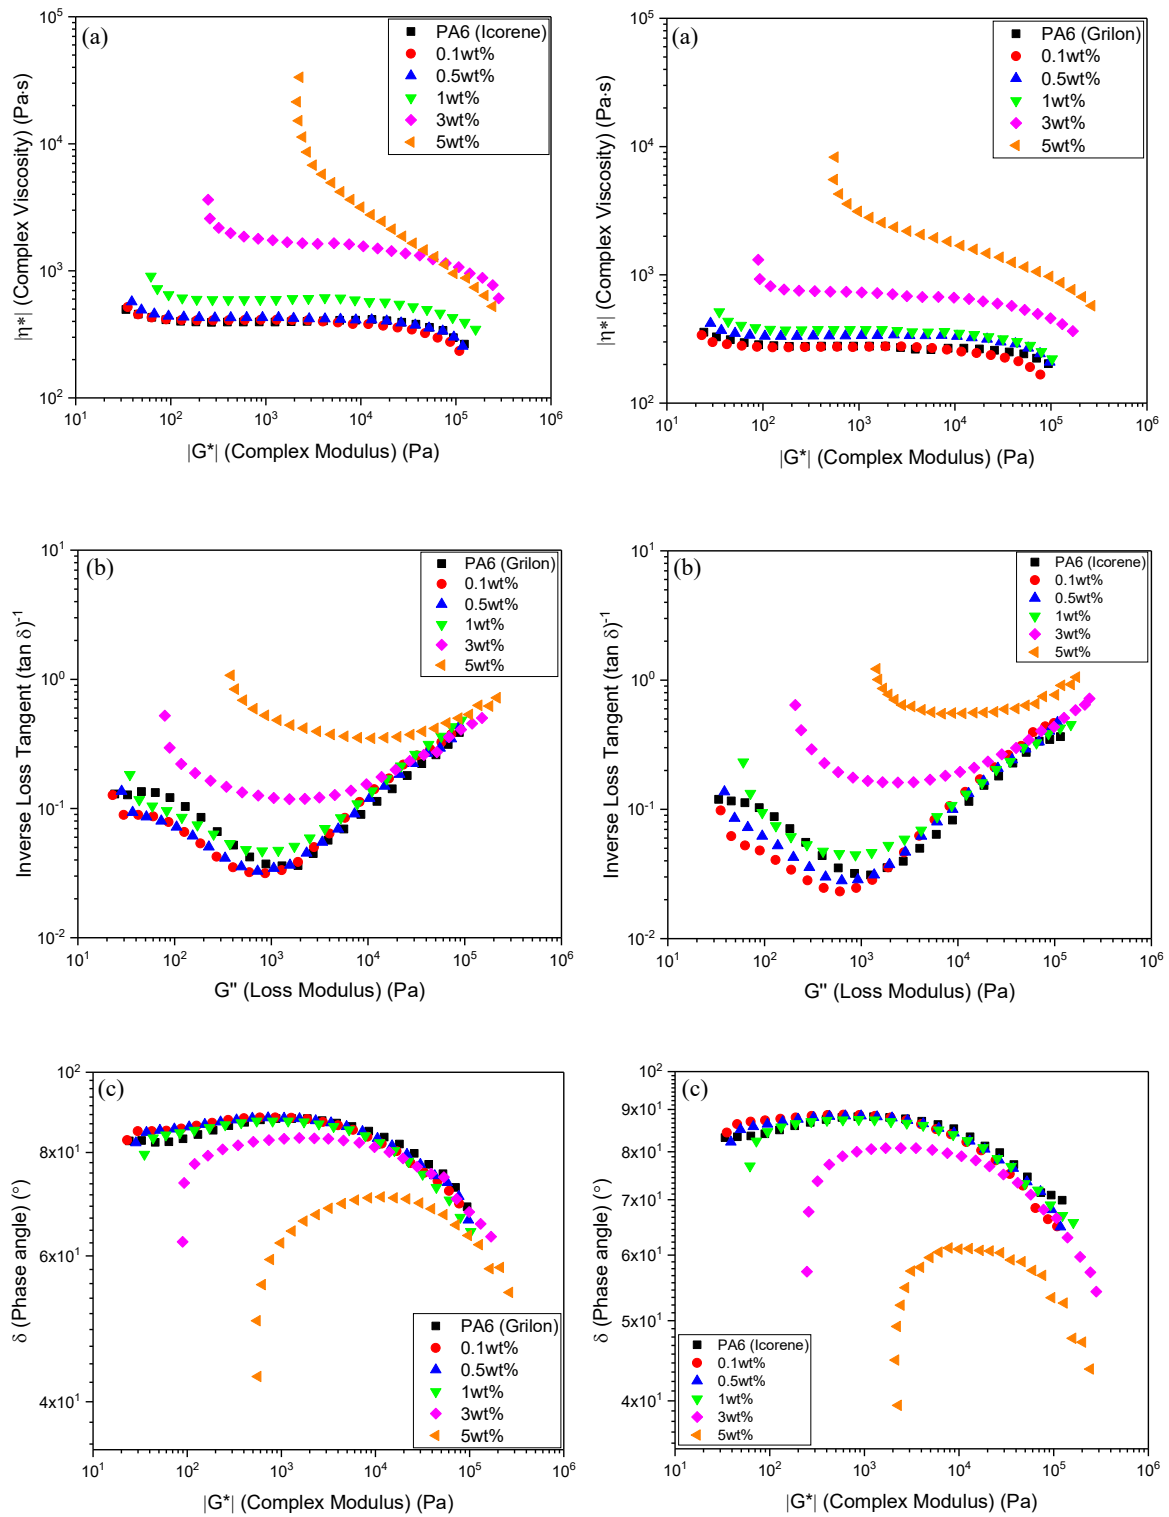 (a)
10^5
10^4
10^3
10^2
|η*| (Complex Viscosity) (Pa·s)
PA6 (Icorene)
0.1wt%
0.5wt%
1wt%
3wt%
5wt%
10^1 10^2 10^3 10^4 10^5 10^6
|G*| (Complex Modulus) (Pa)
(a)
10^5
10^4
10^3
10^2
|η*| (Complex Viscosity) (Pa·s)
PA6 (Grilon)
0.1wt%
0.5wt%
1wt%
3wt%
5wt%
10^1 10^2 10^3 10^4 10^5 10^6
|G*| (Complex Modulus) (Pa)
(b)
10^1
10^0
10^-1
10^-2
Inverse Loss Tangent (tan δ)^-1
PA6 (Grilon)
0.1wt%
0.5wt%
1wt%
3wt%
5wt%
10^1 10^2 10^3 10^4 10^5 10^6
G" (Loss Modulus) (Pa)
(b)
10^1
10^0
10^-1
10^-2
Inverse Loss Tangent (tan δ)^-1
PA6 (Icorene)
0.1wt%
0.5wt%
1wt%
3wt%
5wt%
10^1 10^2 10^3 10^4 10^5 10^6
G" (Loss Modulus) (Pa)
(c)
10^2
8x10^1
6x10^1
4x10^1
δ (Phase angle) (°)
PA6 (Grilon)
0.1wt%
0.5wt%
1wt%
3wt%
5wt%
10^1 10^2 10^3 10^4 10^5 10^6
|G*| (Complex Modulus) (Pa)
(c)
10^2
9x10^1
8x10^1
7x10^1
6x10^1
5x10^1
4x10^1
δ (Phase angle) (°)
PA6 (Icorene)
0.1wt%
0.5wt%
1wt%
3wt%
5wt%
10^1 10^2 10^3 10^4 10^5 10^6
|G*| (Complex Modulus) (Pa)